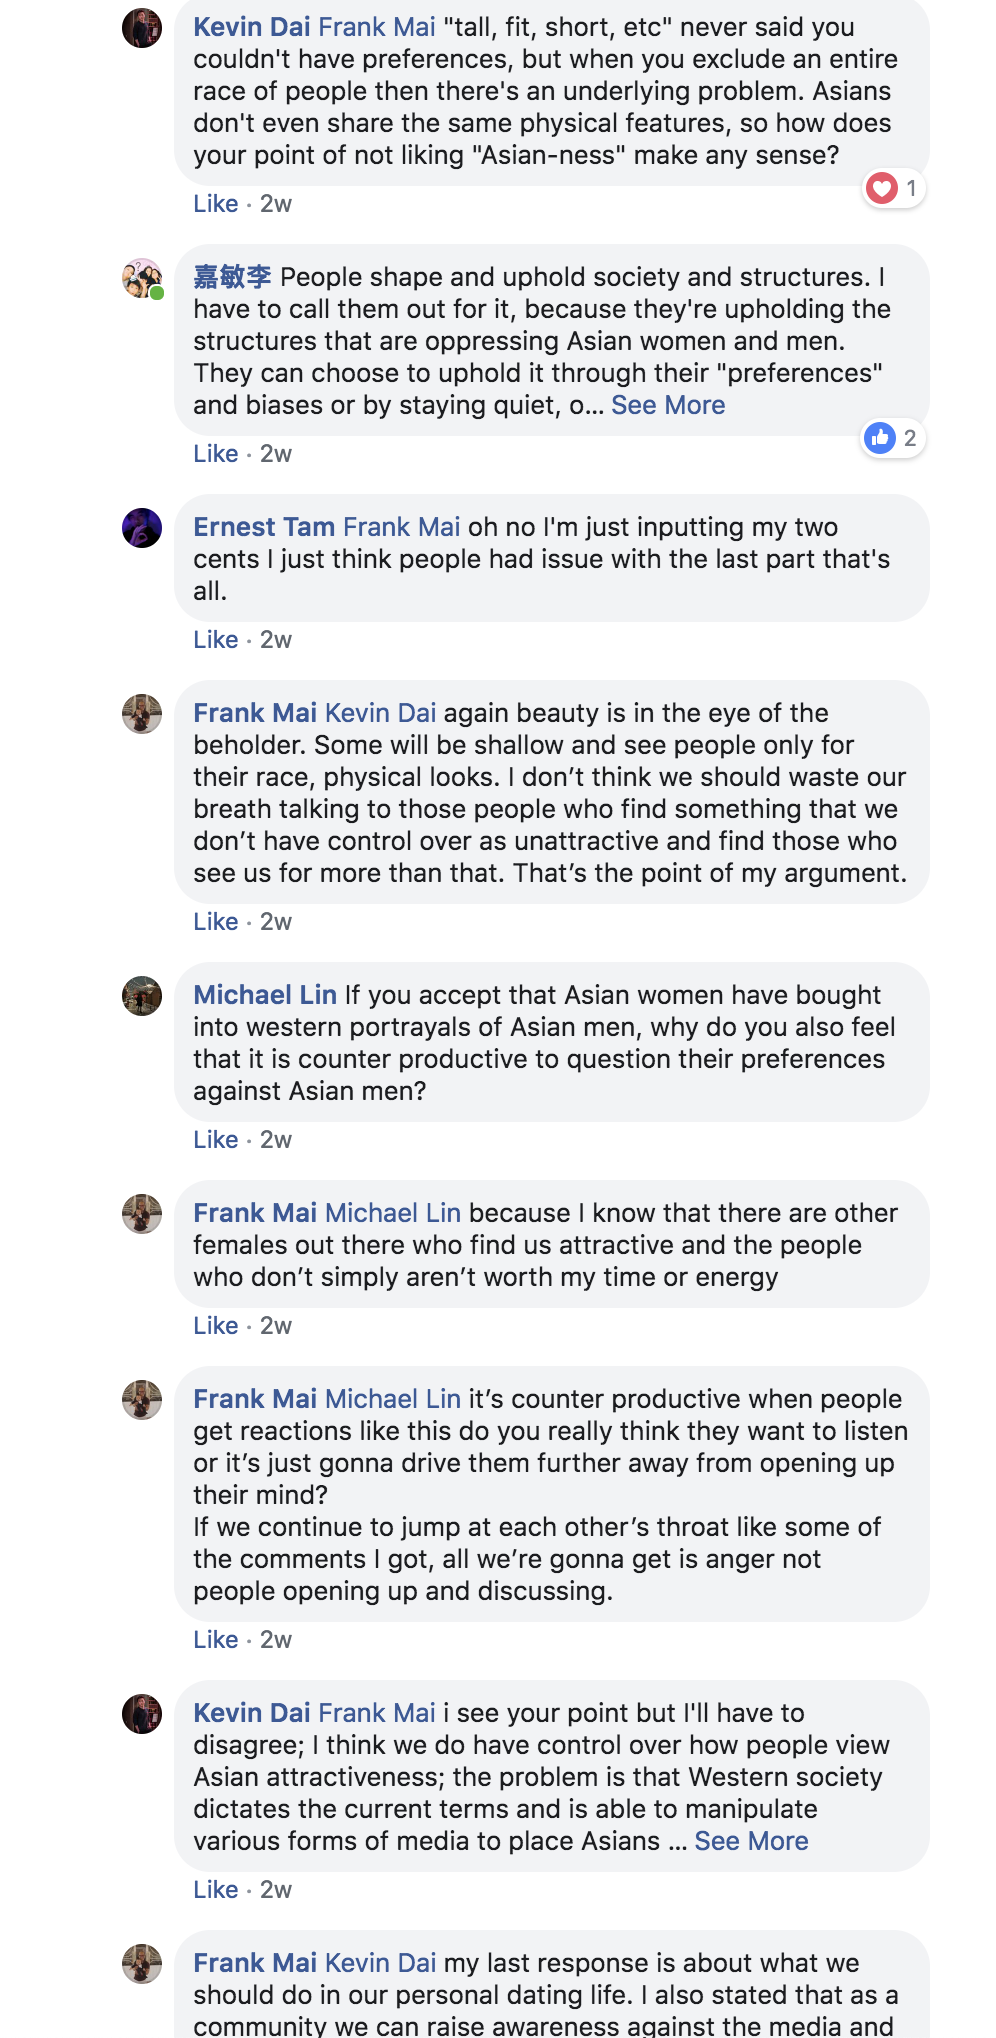 Kevin Dai Frank Mai "tall, fit, short, etc" never said you
couldn't have preferences, but when you exclude an entire
race of people then there's an underlying problem. Asians
don't even share the same physical features, so how does
your point of not liking "Asian-ness" make any sense?
1
Like · 2w
嘉敏李 People shape and uphold society and structures. I
have to call them out for it, because they're upholding the
structures that are oppressing Asian women and men.
They can choose to uphold it through their "preferences"
and biases or by staying quiet, o... See More
2
Like · 2w
Ernest Tam Frank Mai oh no I'm just inputting my two
cents I just think people had issue with the last part that's
all.
Like · 2w
Frank Mai Kevin Dai again beauty is in the eye of the
beholder. Some will be shallow and see people only for
their race, physical looks. I don’t think we should waste our
breath talking to those people who find something that we
don’t have control over as unattractive and find those who
see us for more than that. That’s the point of my argument.
Like · 2w
Michael Lin If you accept that Asian women have bought
into western portrayals of Asian men, why do you also feel
that it is counter productive to question their preferences
against Asian men?
Like · 2w
Frank Mai Michael Lin because I know that there are other
females out there who find us attractive and the people
who don’t simply aren’t worth my time or energy
Like · 2w
Frank Mai Michael Lin it’s counter productive when people
get reactions like this do you really think they want to listen
or it’s just gonna drive them further away from opening up
their mind?
If we continue to jump at each other’s throat like some of
the comments I got, all we’re gonna get is anger not
people opening up and discussing.
Like · 2w
Kevin Dai Frank Mai i see your point but I'll have to
disagree; I think we do have control over how people view
Asian attractiveness; the problem is that Western society
dictates the current terms and is able to manipulate
various forms of media to place Asians ... See More
Like · 2w
Frank Mai Kevin Dai my last response is about what we
should do in our personal dating life. I also stated that as a
community we can raise awareness against the media and